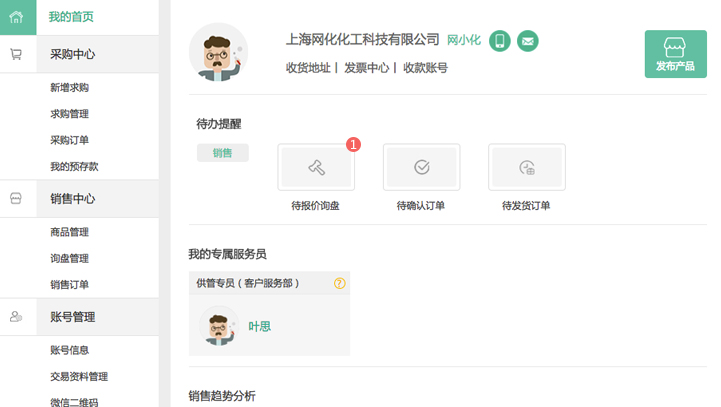 我的首页
采购中心
新增求购
求购管理
采购订单
我的预存款
销售中心
商品管理
询盘管理
销售订单
账号管理
账号信息
交易资料管理
微信二维码
上海网化化工科技有限公司 网小化
收货地址丨 发票中心丨 收款账号
发布产品
待办提醒
销售
1
待报价询盘
待确认订单
待发货订单
我的专属服务员
供管专员（客户服务部）
?
叶思
销售趋势分析